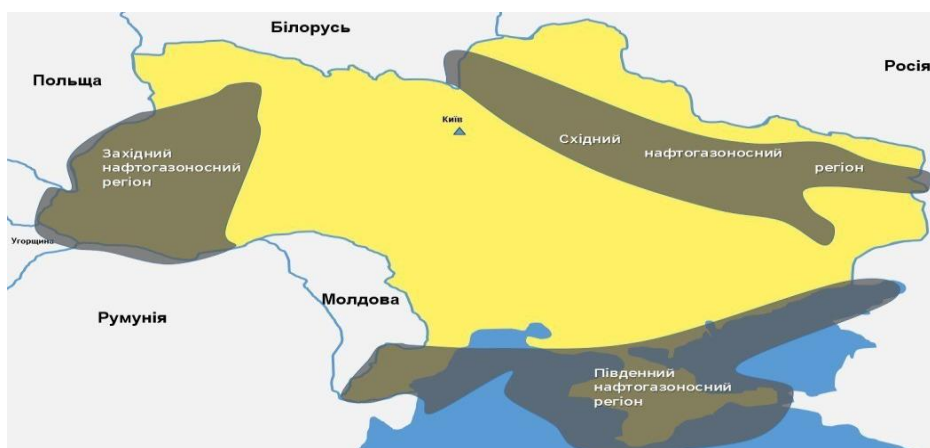 Білорусь
Польща
Росія
Київ
Західний
нафтогазоносний
регіон
Східний нафтогазоносний регіон
Угорщина
Молдова
Румунія
Південний
нафтогазоносний
регіон